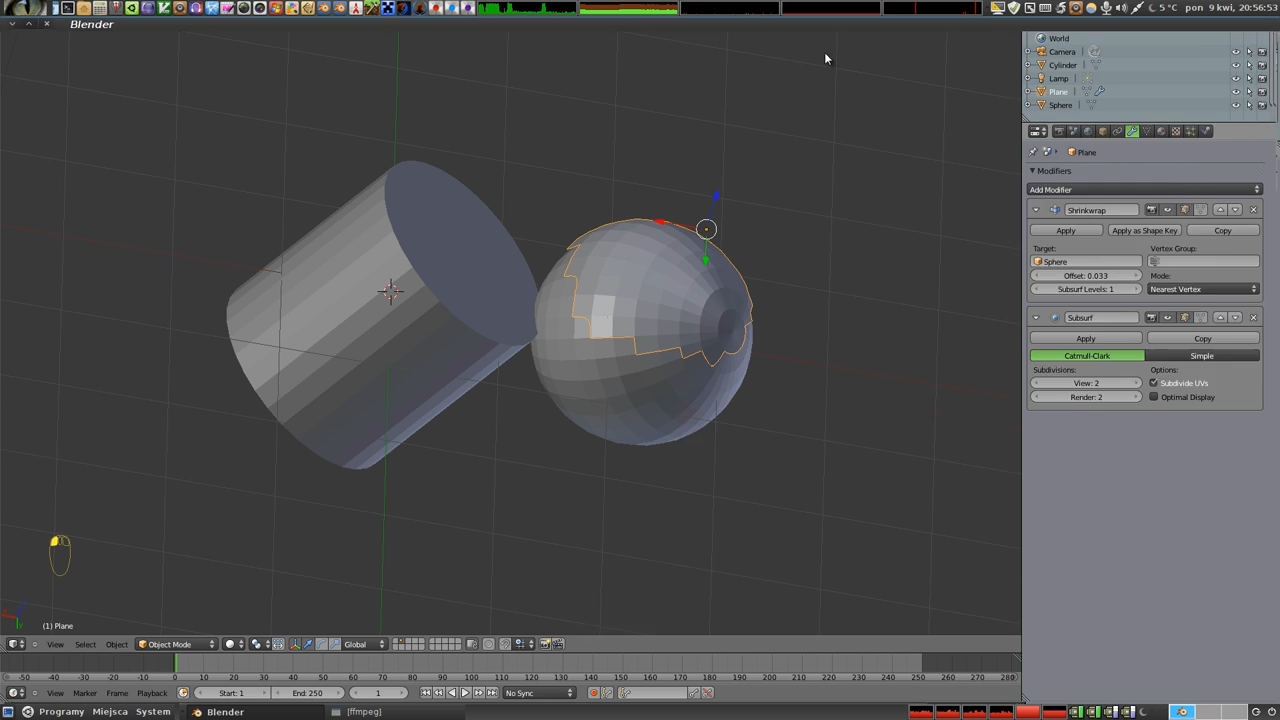 5 °C pon 9 kwi, 20:56:53
Blender
World
Camera
Cylinder
Lamp
Plane
Sphere
Plane
Modifiers
Add Modifier
Shrinkwrap
Apply Apply as Shape Key Copy
Target: Vertex Group:
Sphere
Offset: 0.033 Mode:
Subsurf Levels: 1 Nearest Vertex
Subsurf
Apply Copy
Catmull-Clark Simple
Subdivisions: Options:
View: 2 Subdivide UVs
Render: 2 Optimal Display
(1) Plane
View Select Object Object Mode Global
-50 -40 -30 -20 -10 0 10 20 30 40 50 60 70 80 90 100 110 120 130 140 150 160 170 180 190 200 210 220 230 240 250 260 270 280
View Marker Frame Playback Start: 1 End: 250 1 No Sync
Programy Miejsca System Blender [ffmpeg]